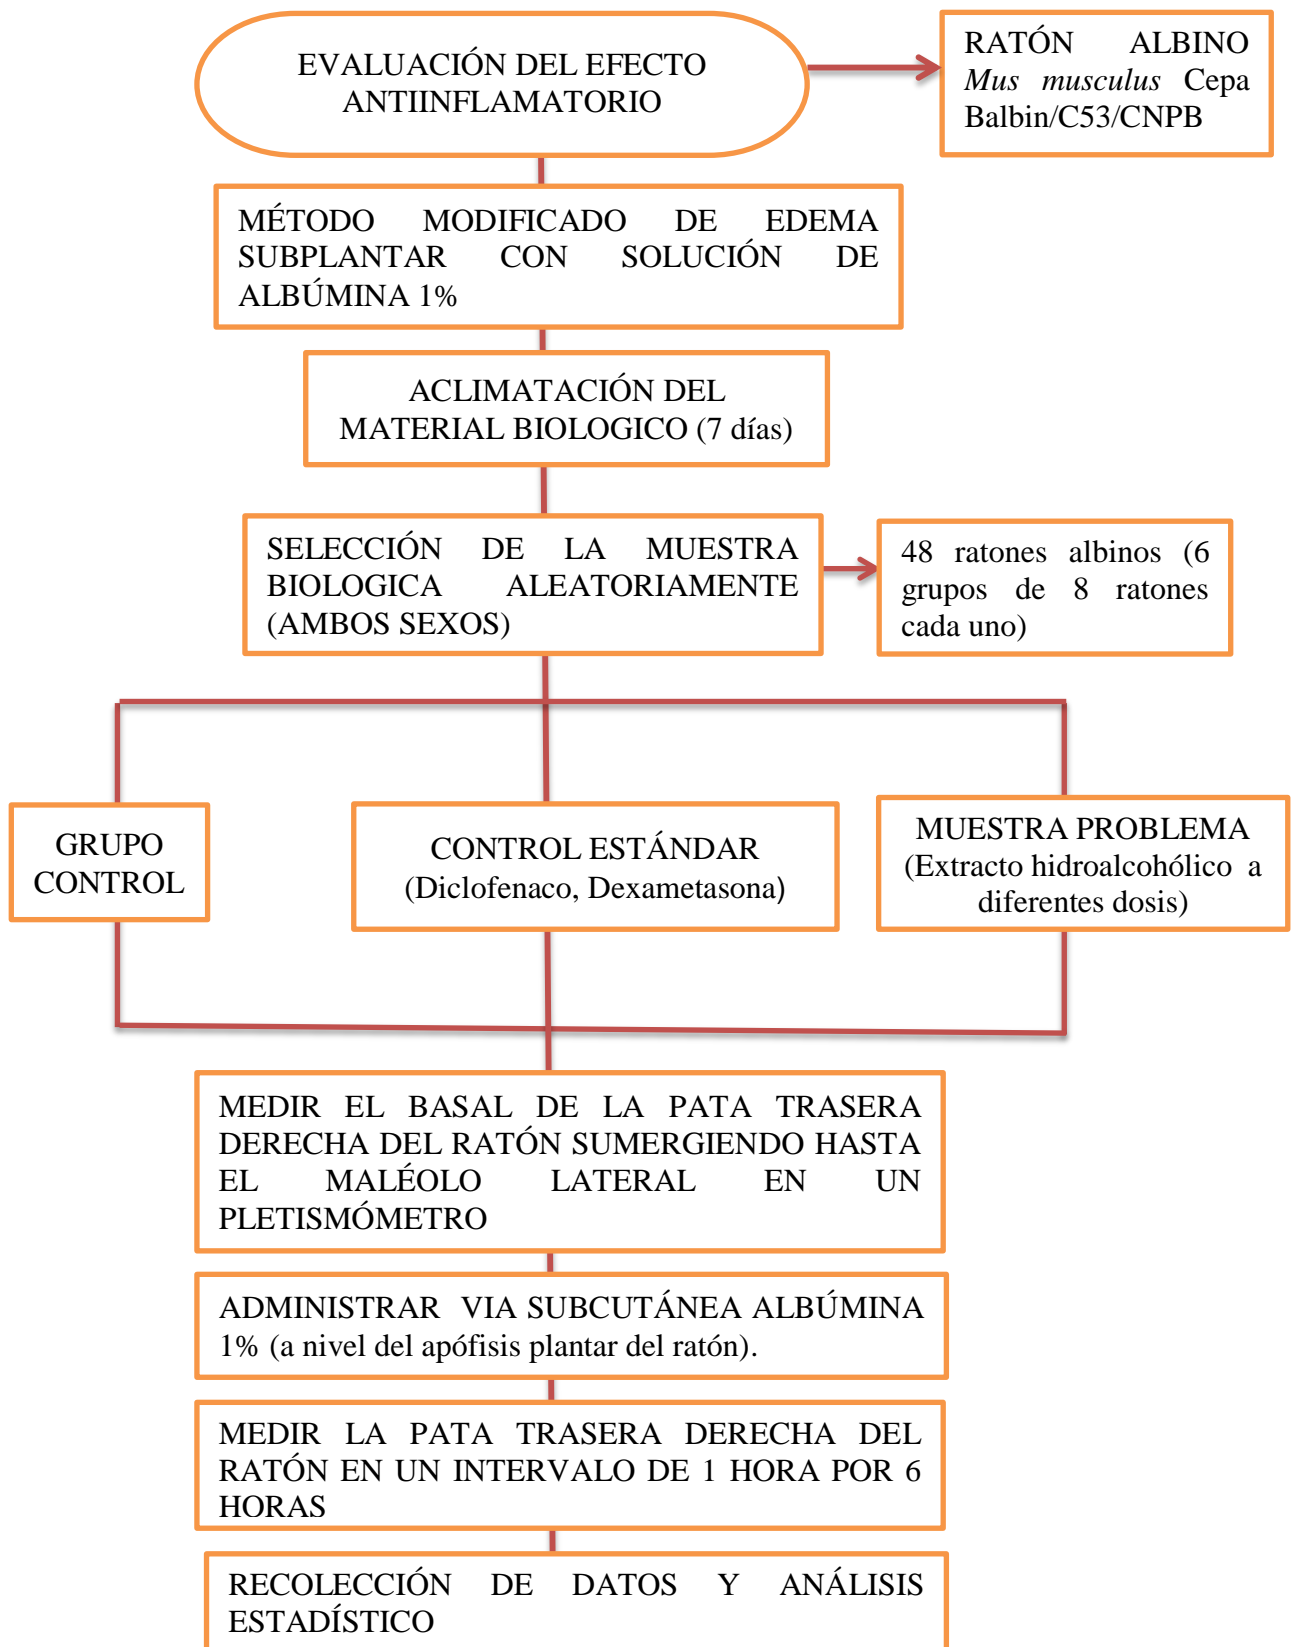 EVALUACIÓN DEL EFECTO
ANTIINFLAMATORIO
RATÓN ALBINO
Mus musculus Cepa
Balbin/C53/CNPB
MÉTODO MODIFICADO DE EDEMA
SUBPLANTAR CON SOLUCIÓN DE
ALBÚMINA 1%
ACLIMATACIÓN DEL
MATERIAL BIOLOGICO (7 días)
SELECCIÓN DE LA MUESTRA
BIOLOGICA ALEATORIAMENTE
(AMBOS SEXOS)
48 ratones albinos (6
grupos de 8 ratones
cada uno)
GRUPO
CONTROL
CONTROL ESTÁNDAR
(Diclofenaco, Dexametasona)
MUESTRA PROBLEMA
(Extracto hidroalcohólico a
diferentes dosis)
MEDIR EL BASAL DE LA PATA TRASERA
DERECHA DEL RATÓN SUMERGIENDO HASTA
EL MALÉOLO LATERAL EN UN
PLETISMÓMETRO
ADMINISTRAR VIA SUBCUTÁNEA ALBÚMINA
1% (a nivel del apófisis plantar del ratón).
MEDIR LA PATA TRASERA DERECHA DEL
RATÓN EN UN INTERVALO DE 1 HORA POR 6
HORAS
RECOLECCIÓN DE DATOS Y ANÁLISIS
ESTADÍSTICO